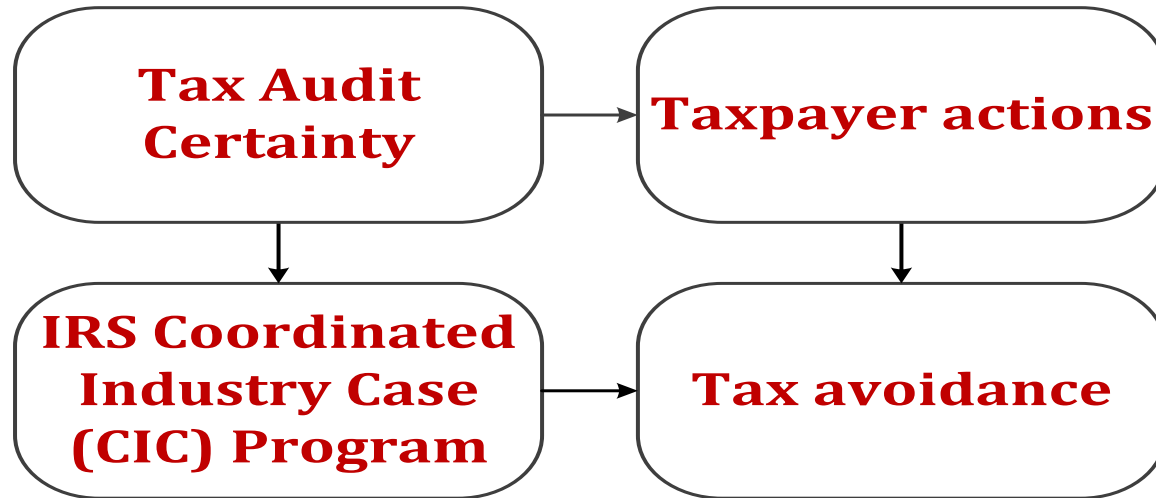 Tax Audit
Certainty
Taxpayer actions
IRS Coordinated
Industry Case
(CIC) Program
Tax avoidance